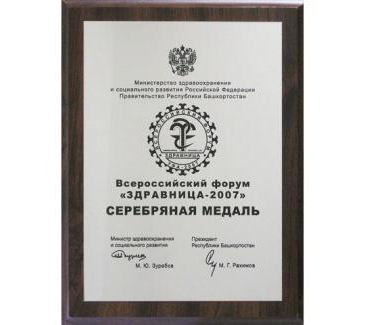 Министерство здравоохранения
и социального развития Российской Федерации
Правительство Республики Башкортостан
ЗДРАВНИЦА
Всероссийский форум
«ЗДРАВНИЦА-2007»
СЕРЕБРЯНАЯ МЕДАЛЬ
Министр здравоохранения
и социального развития
Президент
Республики Башкортостан
М. Ю. Зурабов
М. Г. Рахимов